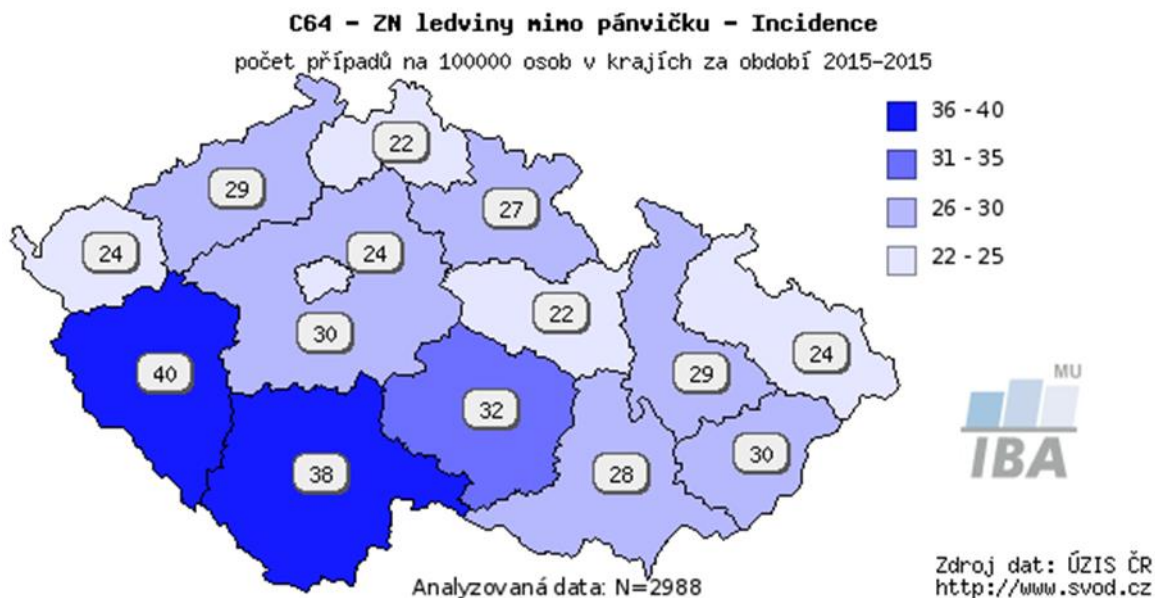 C64 - ZN ledviny mimo pánvičku - Incidence
počet případů na 100000 osob v krajích za období 2015-2015
36 - 40
31 - 35
26 - 30
22 - 25
22
29
27
24
24
22
30
24
40
29
32
30
38
28
MU
IBA
Analyzovaná data: N=2988
Zdroj dat: ÚZIS ČR
http://www.svod.cz